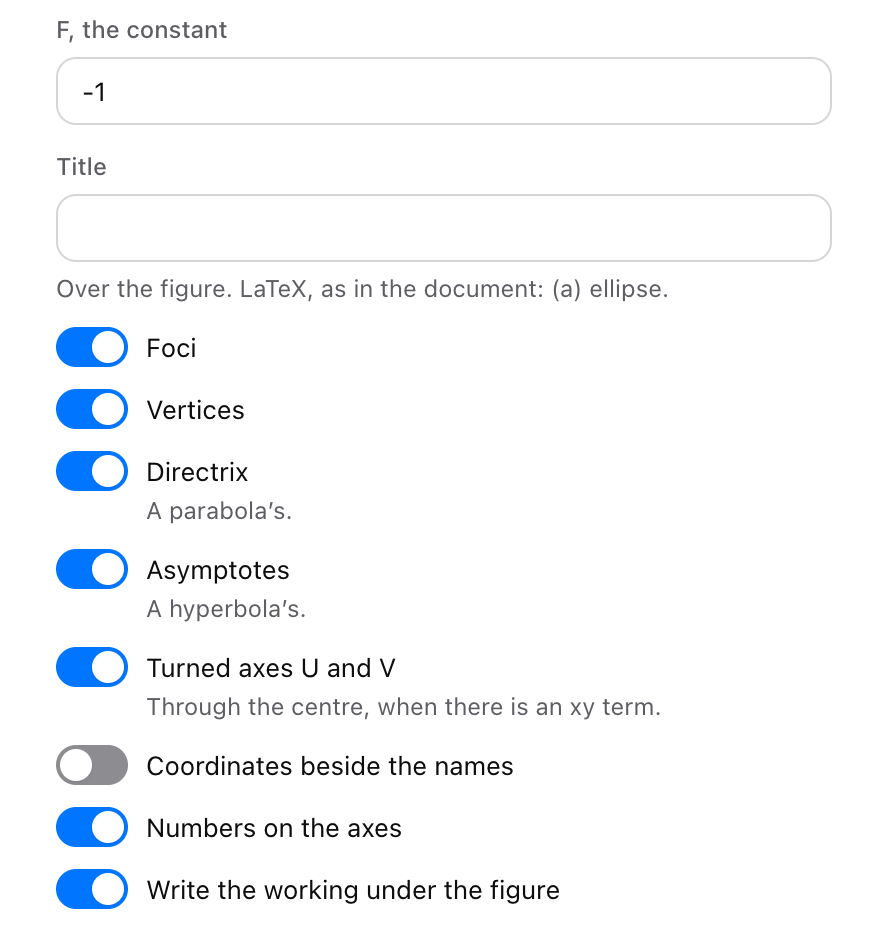 F, the constant
-1
Title
Over the figure. LaTeX, as in the document: (a) ellipse.
Foci
Vertices
Directrix
A parabola’s.
Asymptotes
A hyperbola’s.
Turned axes U and V
Through the centre, when there is an xy term.
Coordinates beside the names
Numbers on the axes
Write the working under the figure